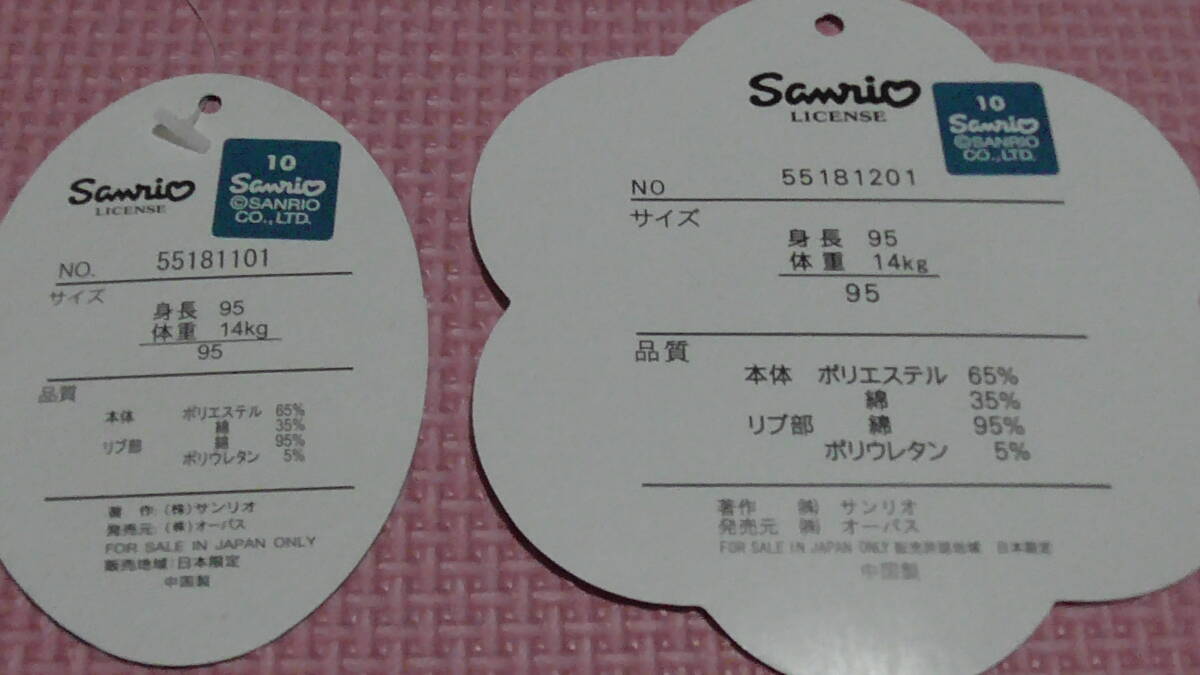 Sanrio
LICENSE
10
Sanrio
©SANRIO
CO.,LTD.
NO. 55181101
サイズ
身長 95
体重 14kg
95
品質
本体 ポリエステル 65%
綿 35%
リブ部 綿 95%
ポリウレタン 5%
著 作:(株)サンリオ
発売元:(株)オーパス
FOR SALE IN JAPAN ONLY
販売地域:日本限定
中国製
Sanrio
LICENSE
10
Sanrio
©SANRIO
CO.,LTD.
NO 55181201
サイズ
身長 95
体重 14kg
95
品質
本体 ポリエステル 65%
綿 35%
リブ部 綿 95%
ポリウレタン 5%
著作 ㈱ サンリオ
発売元 ㈱ オーパス
FOR SALE IN JAPAN ONLY 販売許諾地域 日本限定
中国製